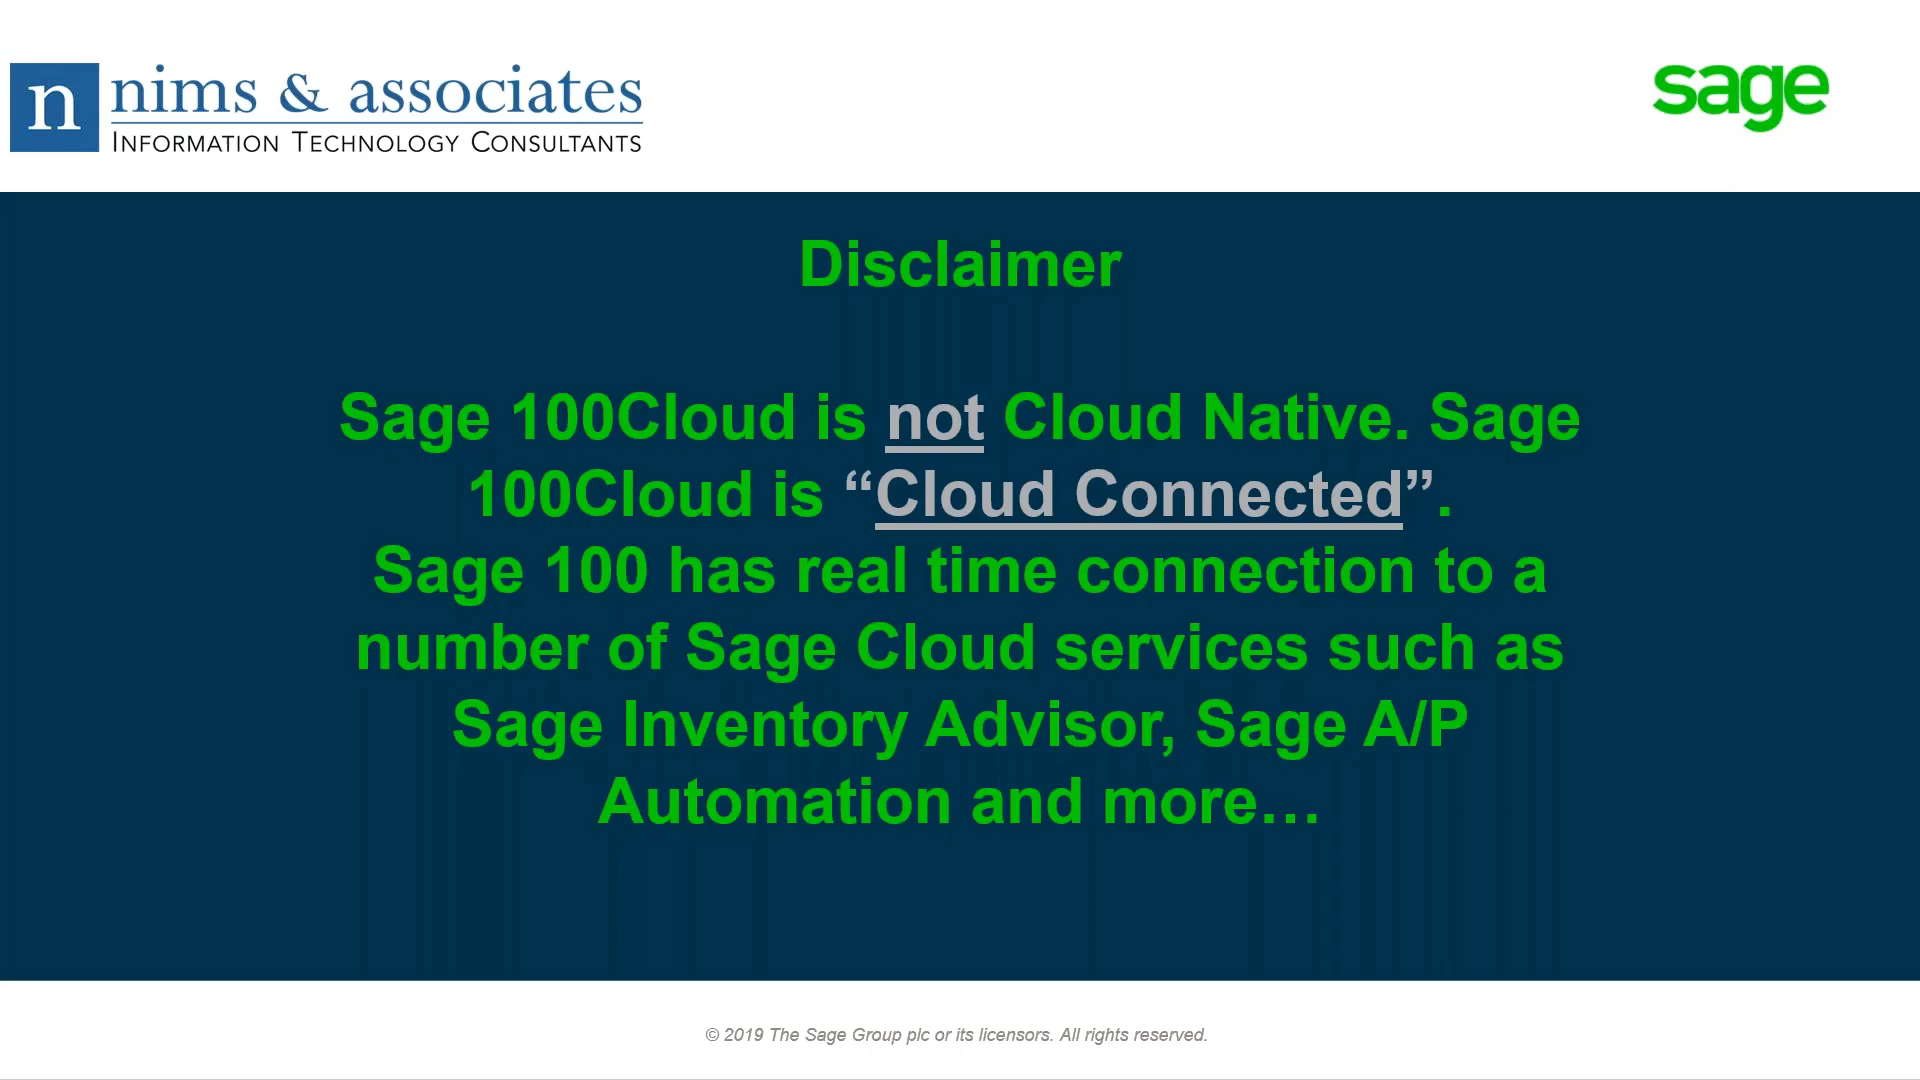 n nims & associates
INFORMATION TECHNOLOGY CONSULTANTS
sage
Disclaimer
Sage 100Cloud is not Cloud Native. Sage
100Cloud is “Cloud Connected”.
Sage 100 has real time connection to a
number of Sage Cloud services such as
Sage Inventory Advisor, Sage A/P
Automation and more…
© 2019 The Sage Group plc or its licensors. All rights reserved.